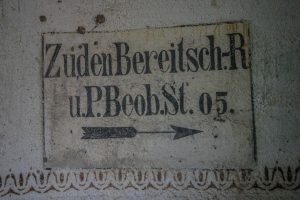 Zu den Bereitsch.-R
u. P. Beob. St. 05.